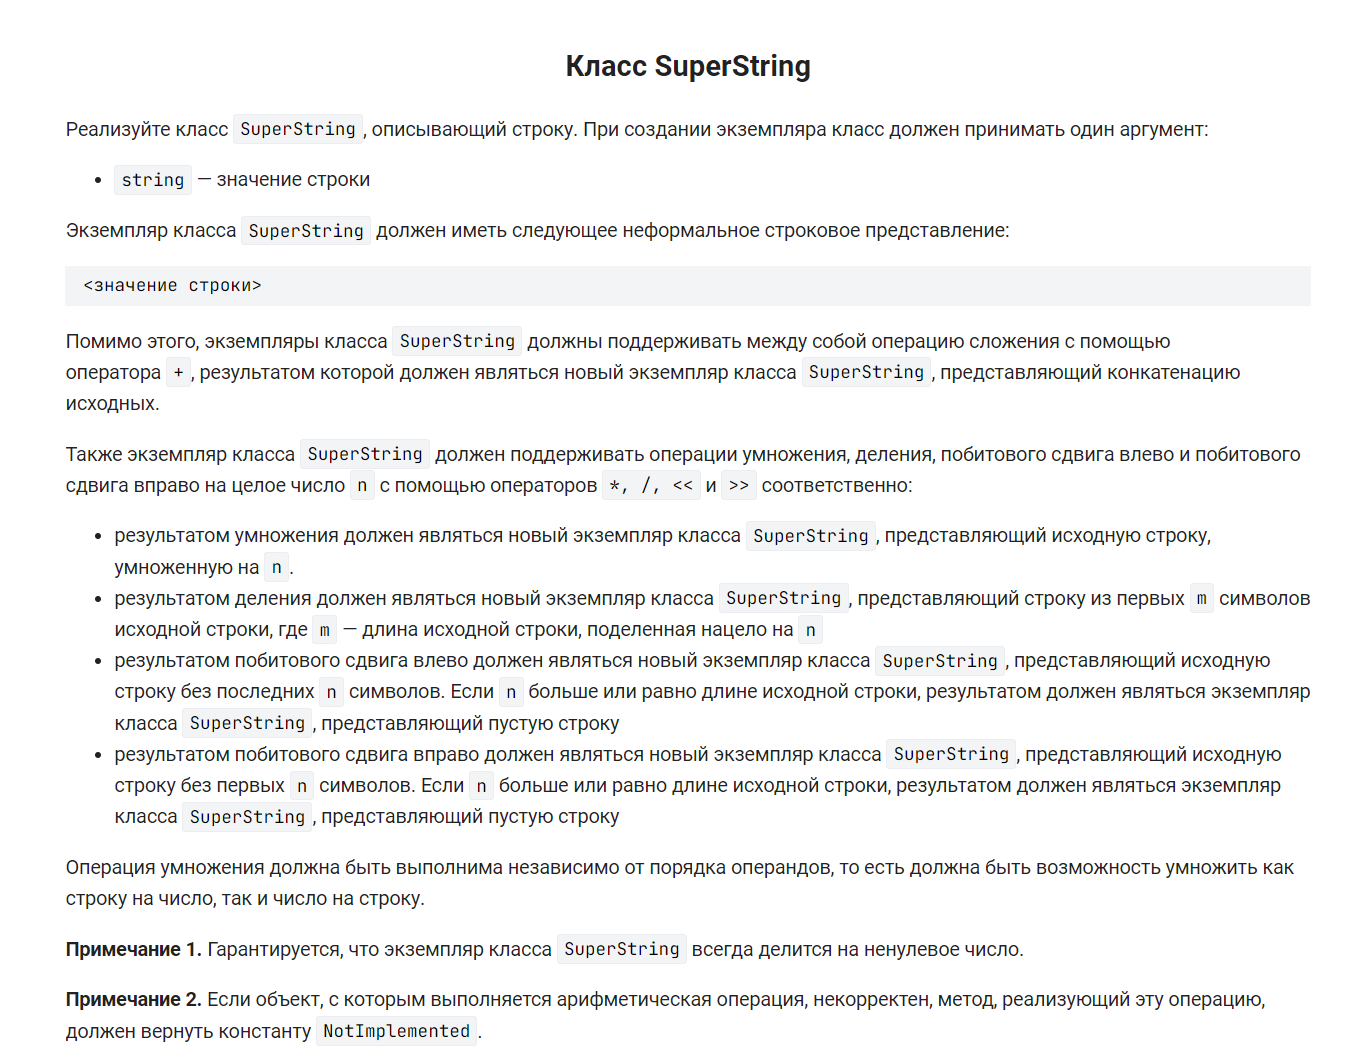 Класс SuperString
Реализуйте класс SuperString, описывающий строку. При создании экземпляра класс должен принимать один аргумент:
• string — значение строки
Экземпляр класса SuperString должен иметь следующее неформальное строковое представление:
<значение строки>
Помимо этого, экземпляры класса SuperString должны поддерживать между собой операцию сложения с помощью
оператора +, результатом которой должен являться новый экземпляр класса SuperString, представляющий конкатенацию
исходных.
Также экземпляр класса SuperString должен поддерживать операции умножения, деления, побитового сдвига влево и побитового
сдвига вправо на целое число n с помощью операторов *, /, << и >> соответственно:
• результатом умножения должен являться новый экземпляр класса SuperString, представляющий исходную строку,
умноженную на n.
• результатом деления должен являться новый экземпляр класса SuperString, представляющий строку из первых m символов
исходной строки, где m — длина исходной строки, поделенная нацело на n
• результатом побитового сдвига влево должен являться новый экземпляр класса SuperString, представляющий исходную
строку без последних n символов. Если n больше или равно длине исходной строки, результатом должен являться экземпляр
класса SuperString, представляющий пустую строку
• результатом побитового сдвига вправо должен являться новый экземпляр класса SuperString, представляющий исходную
строку без первых n символов. Если n больше или равно длине исходной строки, результатом должен являться экземпляр
класса SuperString, представляющий пустую строку
Операция умножения должна быть выполнима независимо от порядка операндов, то есть должна быть возможность умножить как
строку на число, так и число на строку.
Примечание 1. Гарантируется, что экземпляр класса SuperString всегда делится на ненулевое число.
Примечание 2. Если объект, с которым выполняется арифметическая операция, некорректен, метод, реализующий эту операцию,
должен вернуть константу NotImplemented.